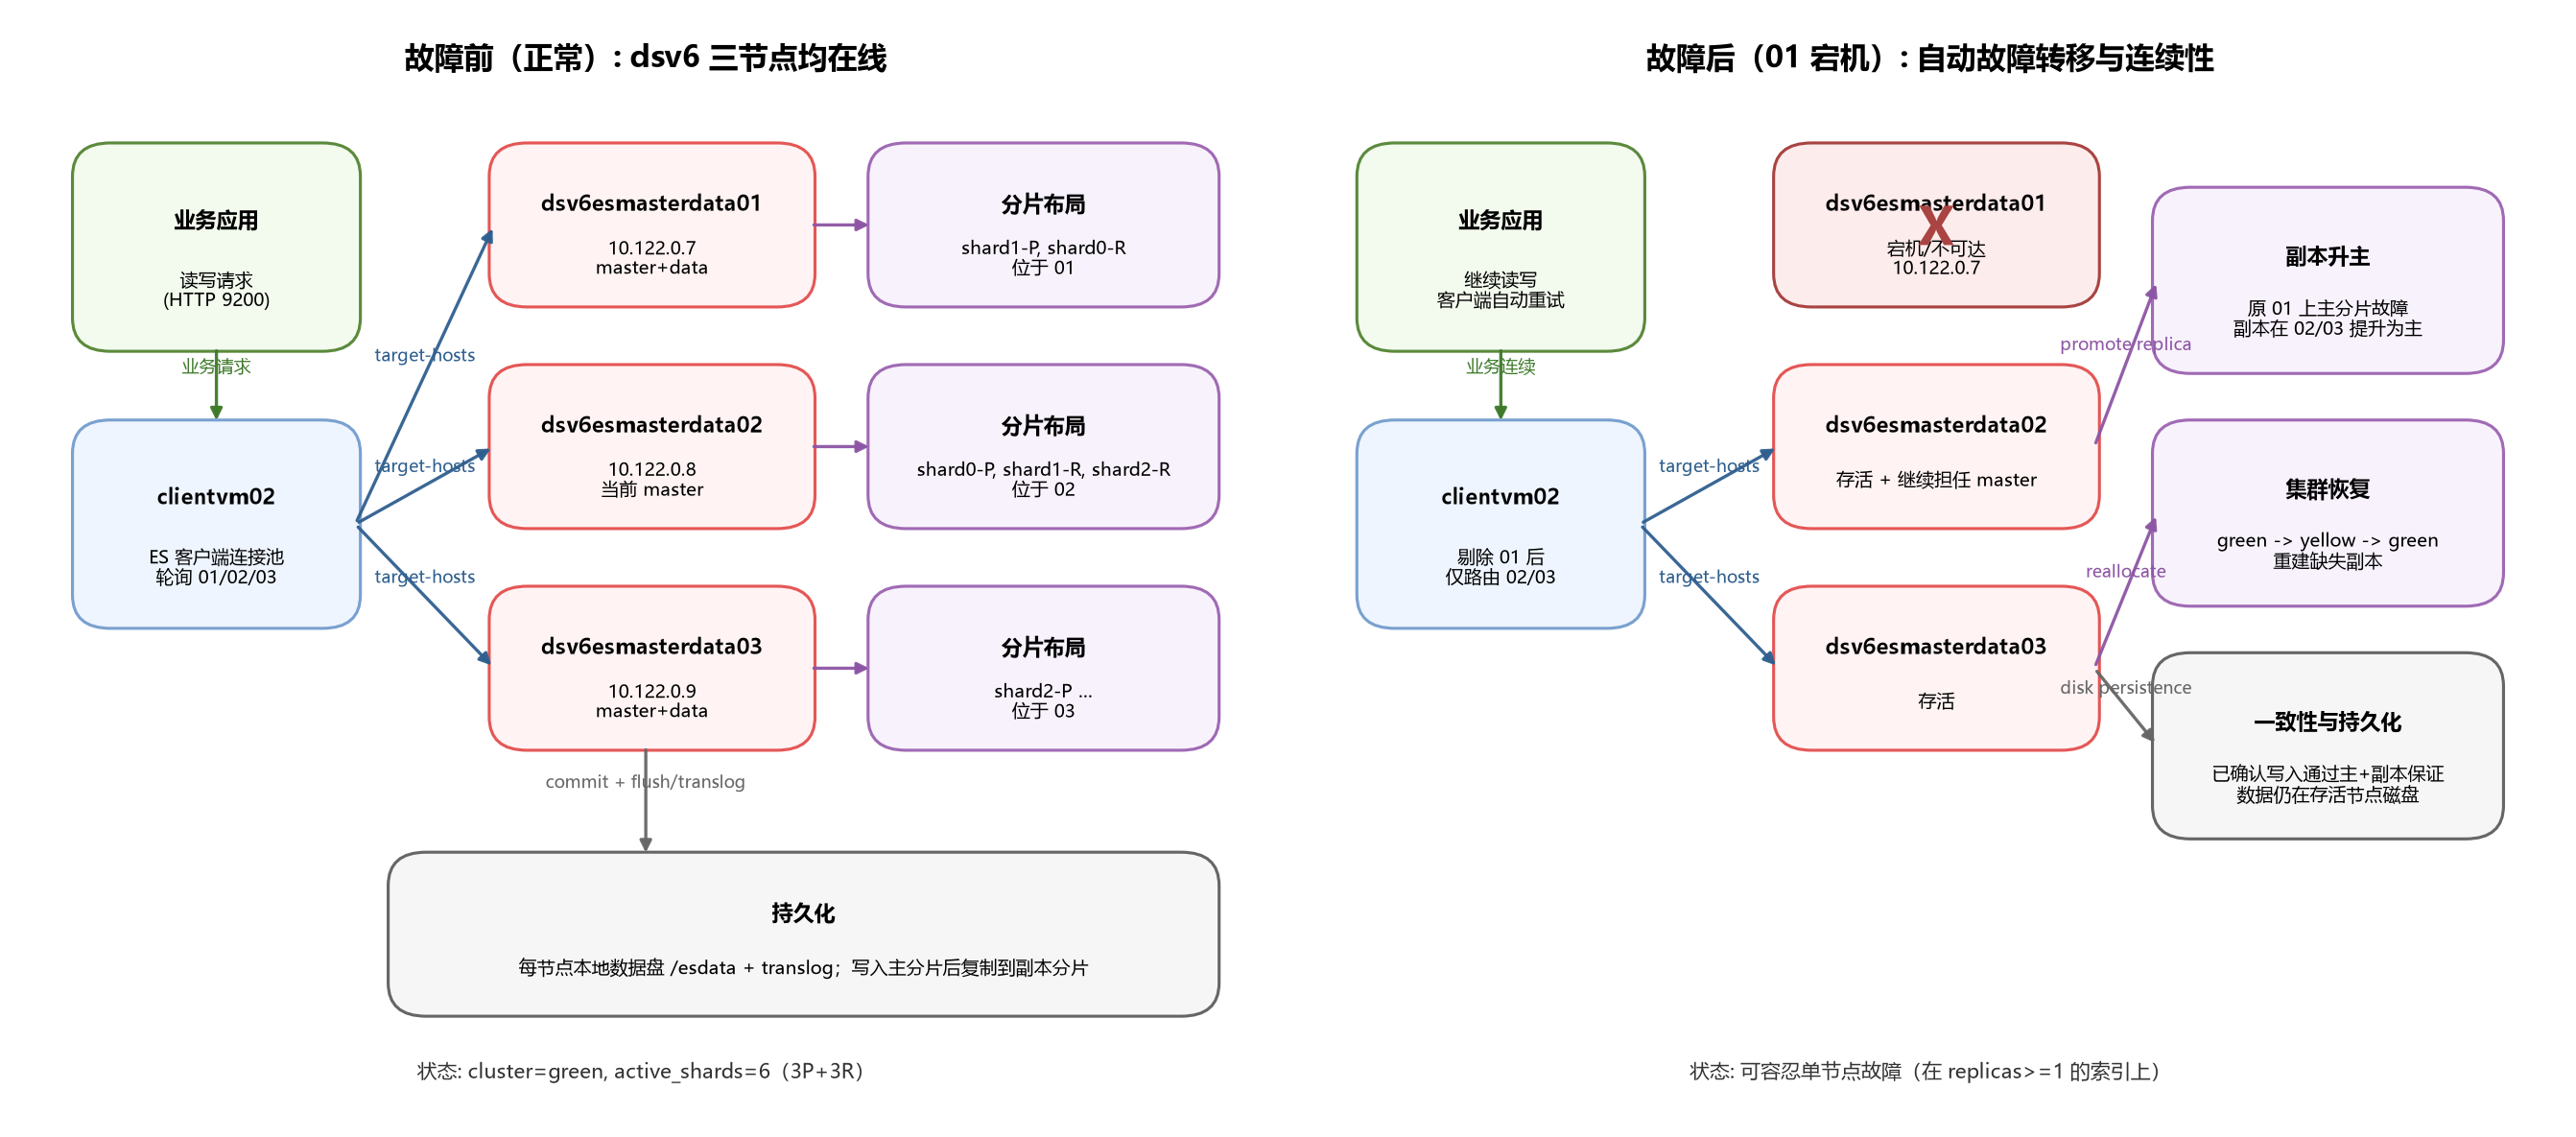 故障前（正常）: dsv6 三节点均在线
业务应用
读写请求
(HTTP 9200)
业务请求
clientvm02
ES 客户端连接池
轮询 01/02/03
target-hosts
target-hosts
target-hosts
dsv6esmasterdata01
10.122.0.7
master+data
分片布局
shard1-P, shard0-R
位于 01
dsv6esmasterdata02
10.122.0.8
当前 master
分片布局
shard0-P, shard1-R, shard2-R
位于 02
dsv6esmasterdata03
10.122.0.9
master+data
分片布局
shard2-P ...
位于 03
commit + flush/translog
持久化
每节点本地数据盘 /esdata + translog；写入主分片后复制到副本分片
状态: cluster=green, active_shards=6（3P+3R）
故障后（01 宕机）: 自动故障转移与连续性
业务应用
继续读写
客户端自动重试
业务连续
clientvm02
剔除 01 后
仅路由 02/03
target-hosts
target-hosts
dsv6esmasterdata01
X
宕机/不可达
10.122.0.7
dsv6esmasterdata02
存活 + 继续担任 master
dsv6esmasterdata03
存活
promote replica
副本升主
原 01 上主分片故障
副本在 02/03 提升为主
reallocate
集群恢复
green -> yellow -> green
重建缺失副本
disk persistence
一致性与持久化
已确认写入通过主+副本保证
数据仍在存活节点磁盘
状态: 可容忍单节点故障（在 replicas>=1 的索引上）